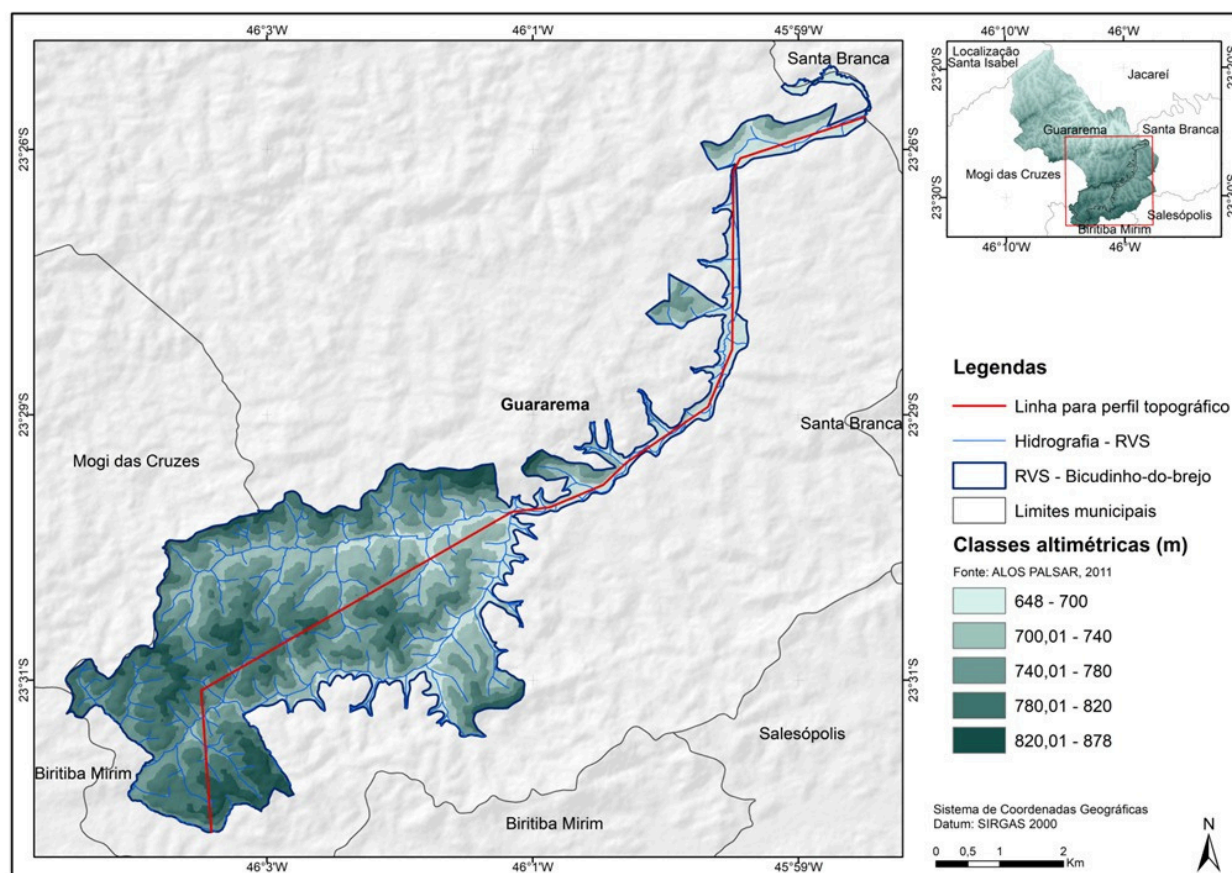 46°3'W
46°1'W
45°59'W
23°26'S
23°29'S
23°31'S
Santa Branca
Guararema
Santa Branca
Mogi das Cruzes
Salesópolis
Biritiba Mirim
Biritiba Mirim
23°26'S
23°29'S
23°31'S
46°3'W
46°1'W
45°59'W
46°10'W
46°W
23°20'S
23°30'S
Localização
Santa Isabel
Jacareí
Guararema
Santa Branca
Mogi das Cruzes
Salesópolis
Biritiba Mirim
23°20'S
23°30'S
46°10'W
46°W
Legendas
Linha para perfil topográfico
Hidrografia - RVS
RVS - Bicudinho-do-brejo
Limites municipais
Classes altimétricas (m)
Fonte: ALOS PALSAR, 2011
648 - 700
700,01 - 740
740,01 - 780
780,01 - 820
820,01 - 878
Sistema de Coordenadas Geográficas
Datum: SIRGAS 2000
0 0,5 1 2
Km
N